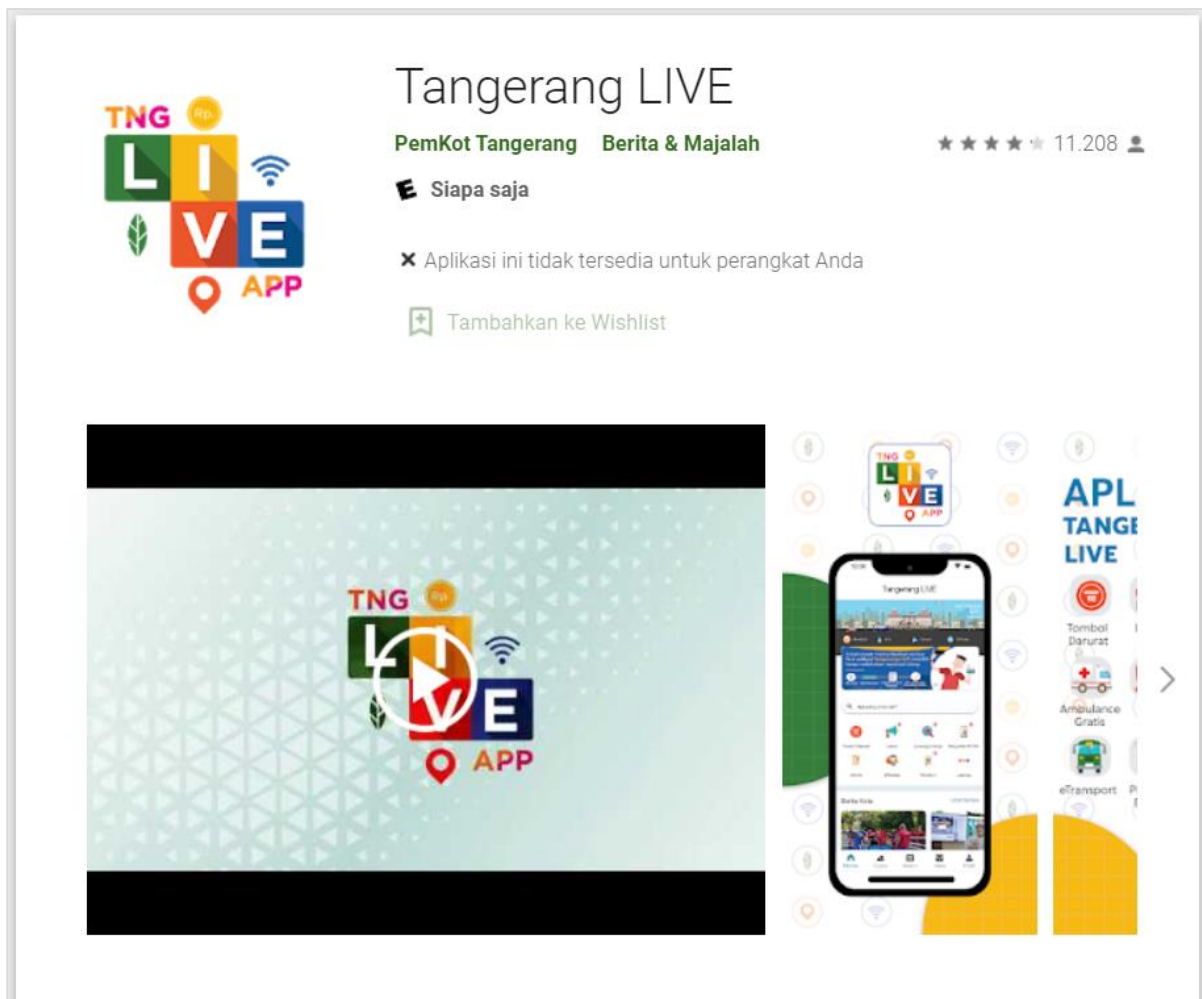 Tangerang LIVE
TNG Rp.
LI
VE
APP
PemKot Tangerang Berita & Majalah 11.208
E Siapa saja
Aplikasi ini tidak tersedia untuk perangkat Anda
Tambahkan ke Wishlist
TNG Rp.
LI
VE
APP
TNG
LI
VE
APP
Tangerang LIVE
Berita Kota
APL
TANGE
LIVE
Tombol
Darurat
Ambulance
Gratis
eTransport